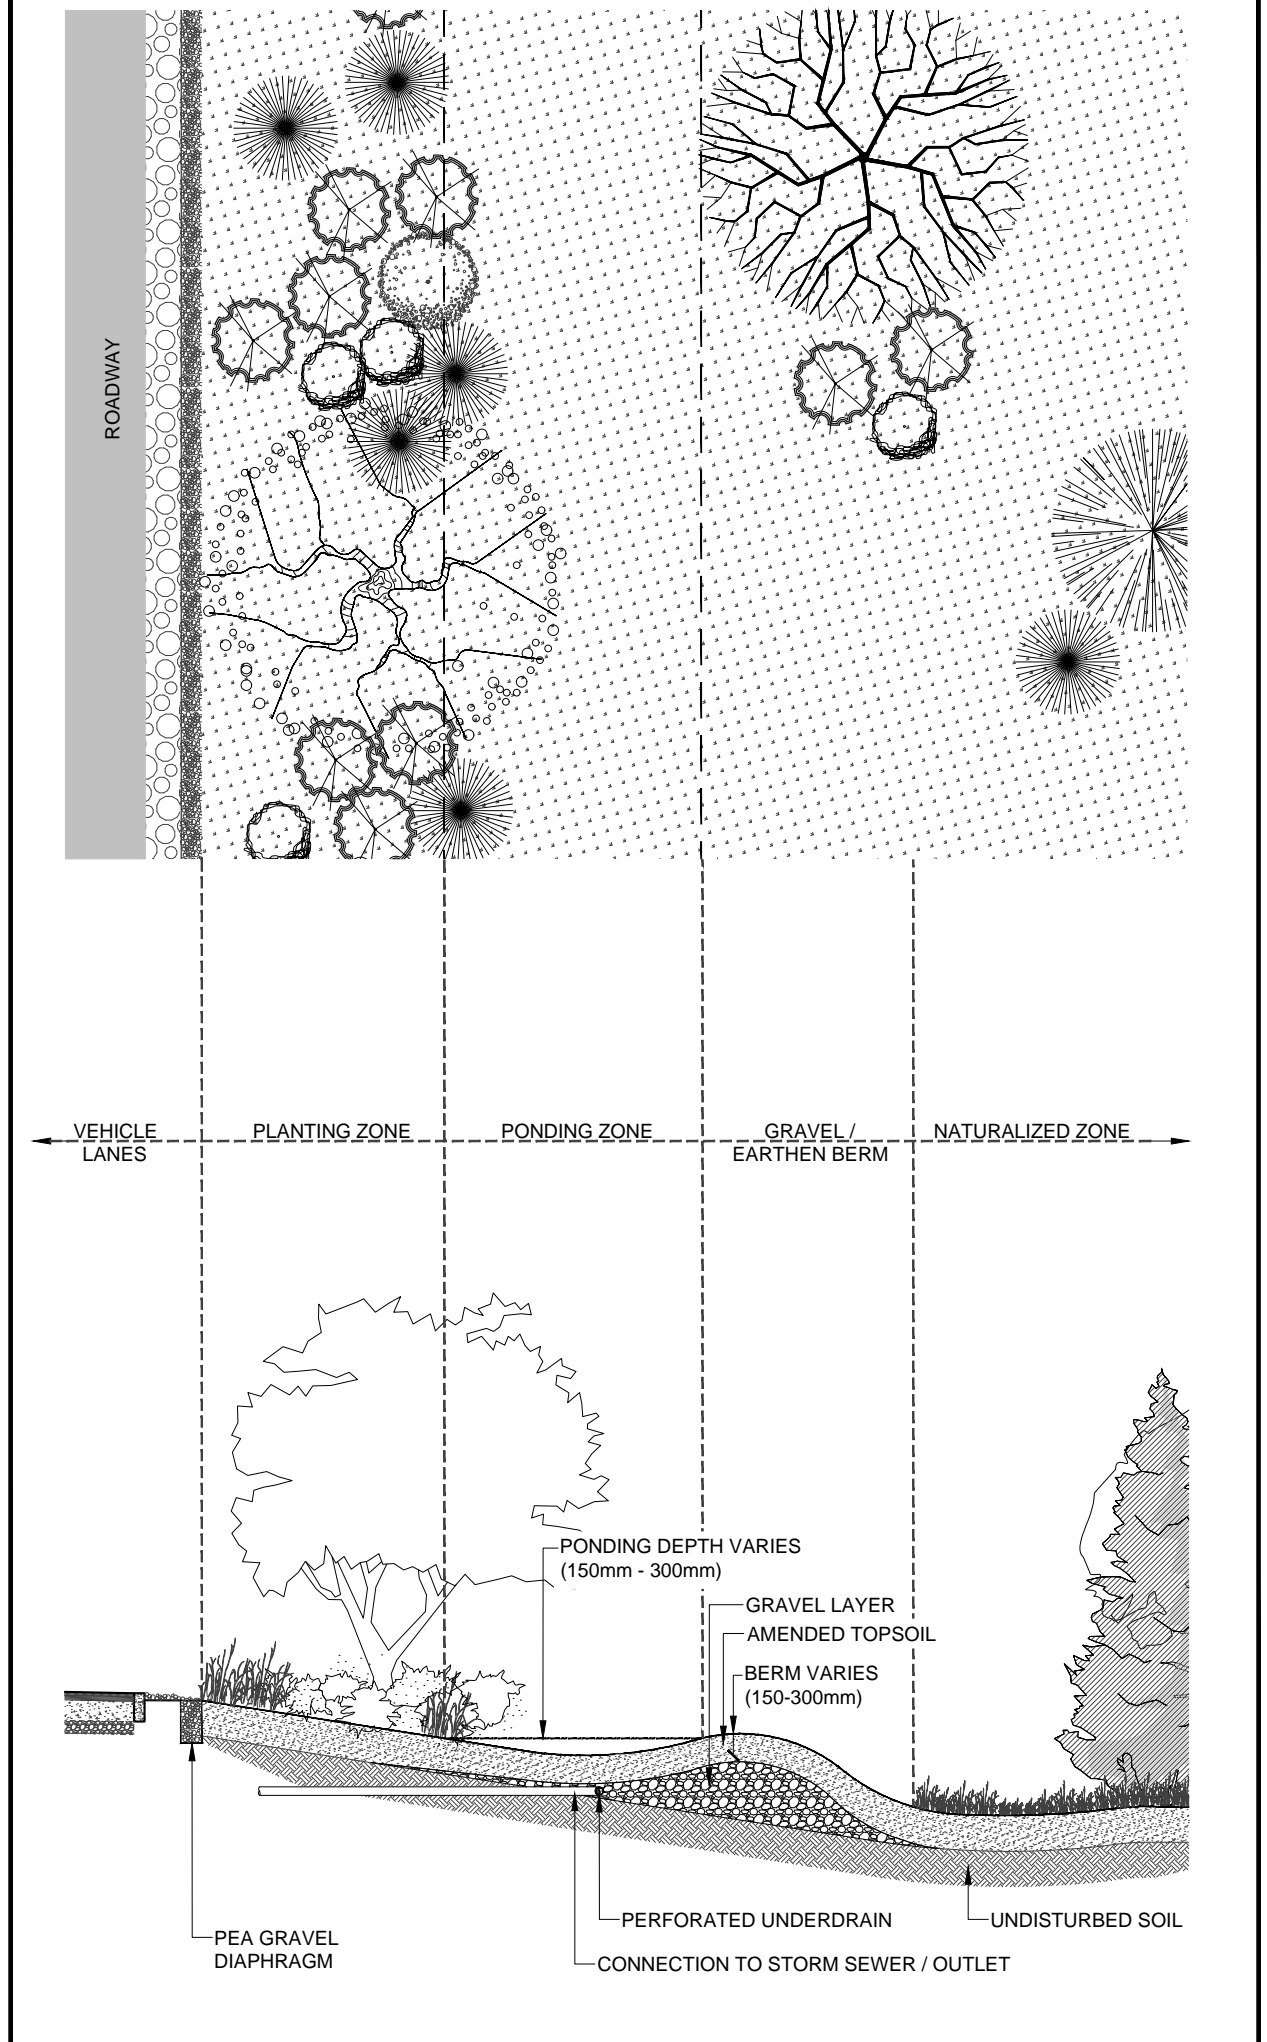 ROADWAY
VEHICLE
LANES
PLANTING ZONE
PONDING ZONE
GRAVEL /
EARTHEN BERM
NATURALIZED ZONE
PONDING DEPTH VARIES
(150mm - 300mm)
GRAVEL LAYER
AMENDED TOPSOIL
BERM VARIES
(150-300mm)
PERFORATED UNDERDRAIN
UNDISTURBED SOIL
PEA GRAVEL
DIAPHRAGM
CONNECTION TO STORM SEWER / OUTLET